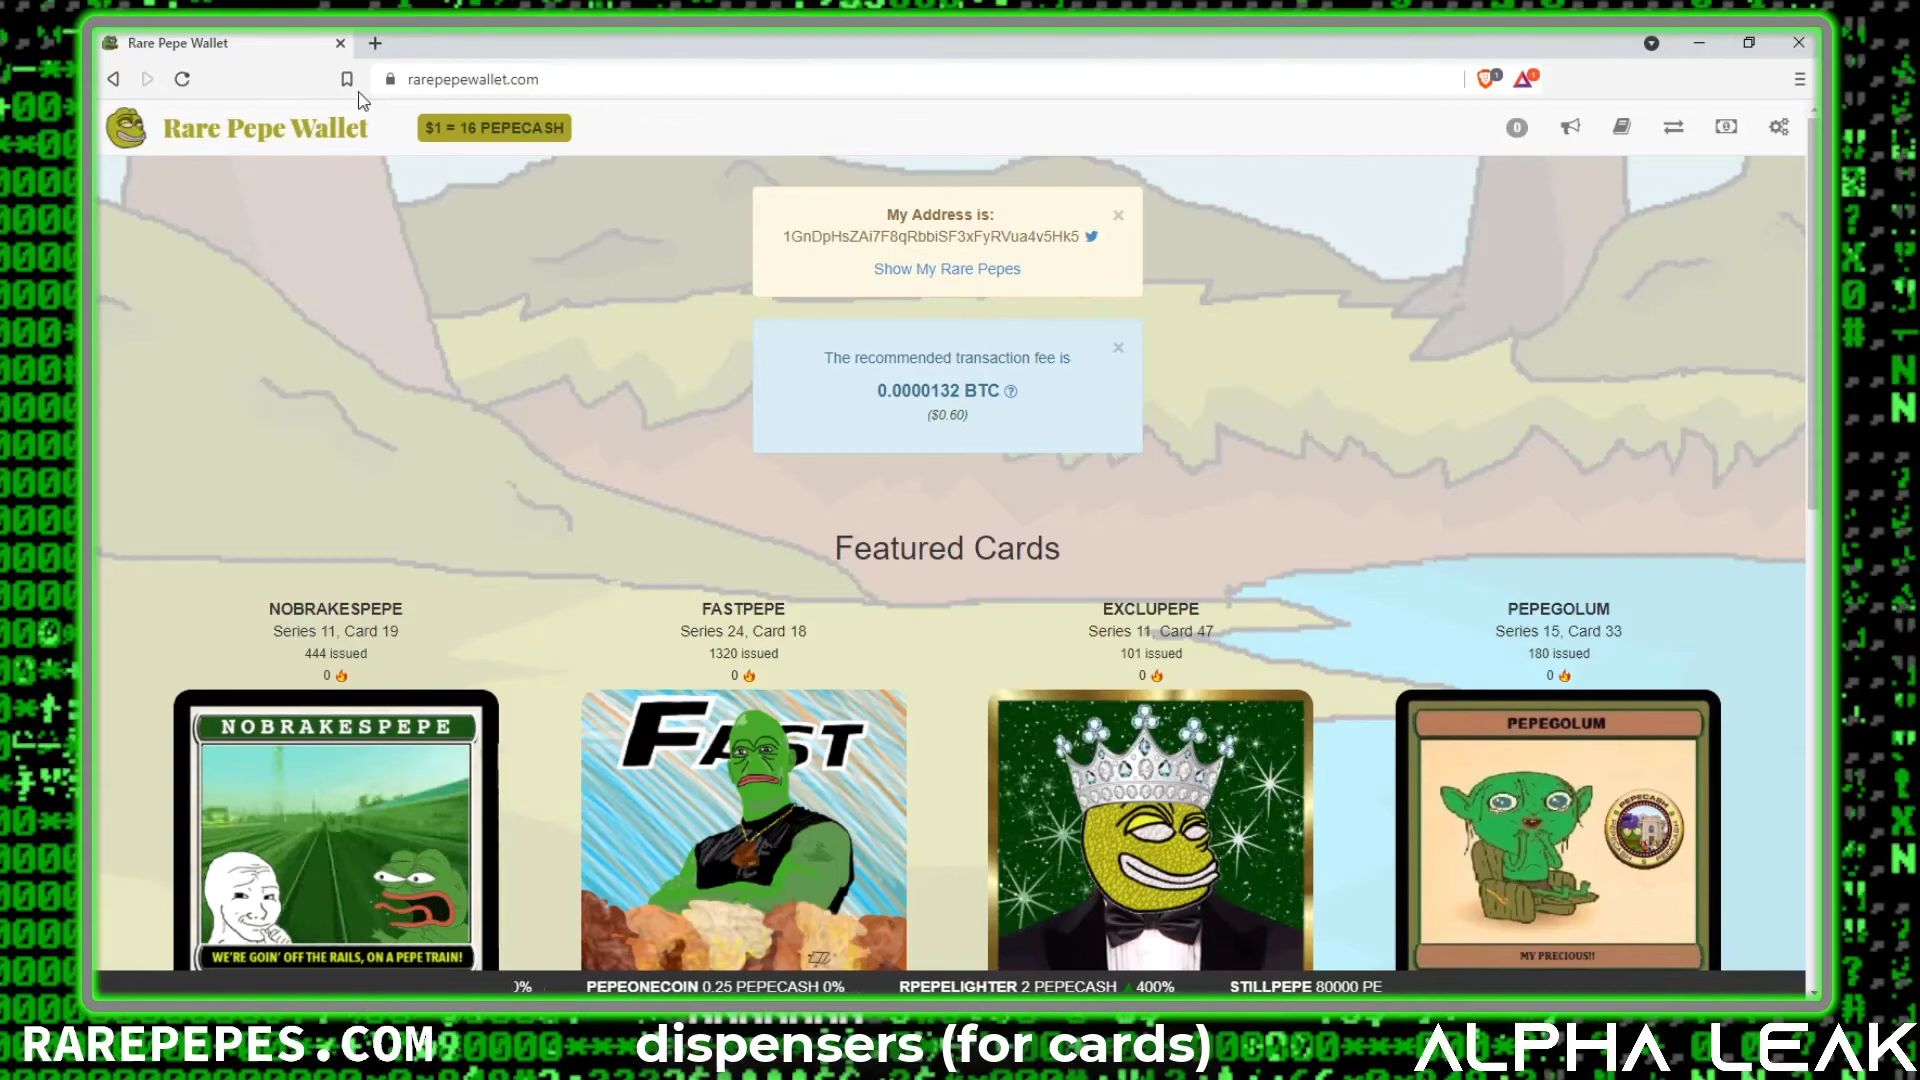 Rare Pepe Wallet
rarepepewallet.com
1
1
Rare Pepe Wallet
$1 = 16 PEPECASH
0
My Address is:
1GnDpHsZAi7F8qRbbiSF3xFyRVua4v5Hk5
Show My Rare Pepes
The recommended transaction fee is
0.0000132 BTC
($0.60)
Featured Cards
NOBRAKESPEPE
Series 11, Card 19
444 issued
0
FASTPEPE
Series 24, Card 18
1320 issued
0
EXCLUPEPE
Series 11, Card 47
101 issued
0
PEPEGOLUM
Series 15, Card 33
180 issued
0
NOBRAKESPEPE
WE'RE GOIN' OFF THE RAILS, ON A PEPE TRAIN!
FAST
PEPEGOLUM
PEPECASH
MY PRECIOUS!!
0% PEPEONECOIN 0.25 PEPECASH 0% RPEPELIGHTER 2 PEPECASH 400% STILLPEPE 80000 PE
RAREPEPES.COM
dispensers (for cards)
ALPHA LEAK